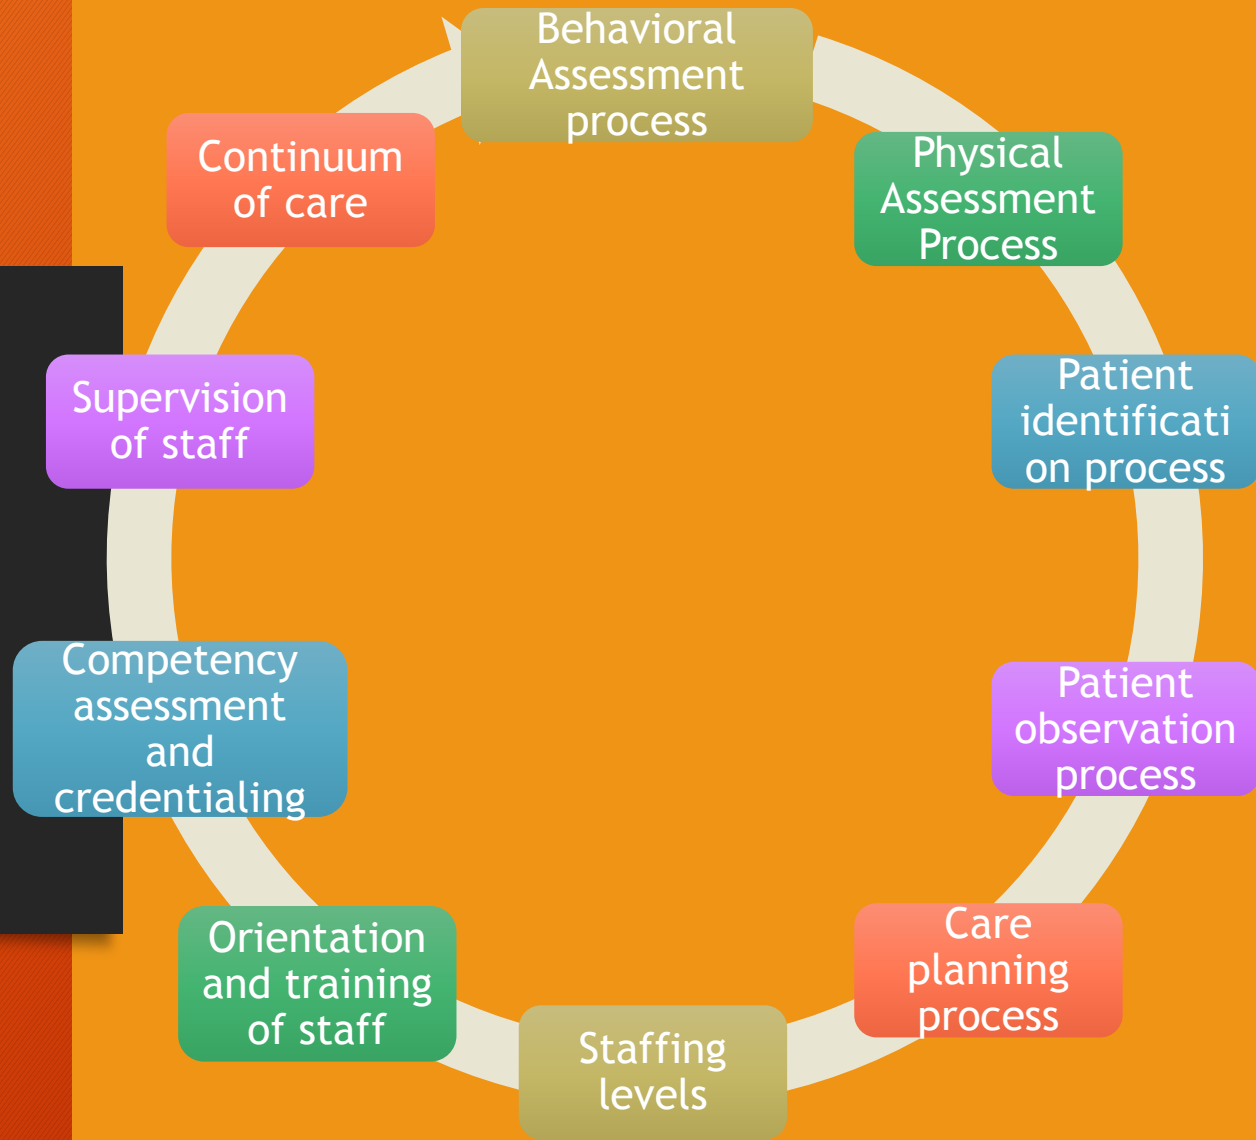 Behavioral
Assessment
process
Physical
Assessment
Process
Patient
identificati
on process
Patient
observation
process
Care
planning
process
Staffing
levels
Orientation
and training
of staff
Competency
assessment
and
credentialing
Supervision
of staff
Continuum
of care